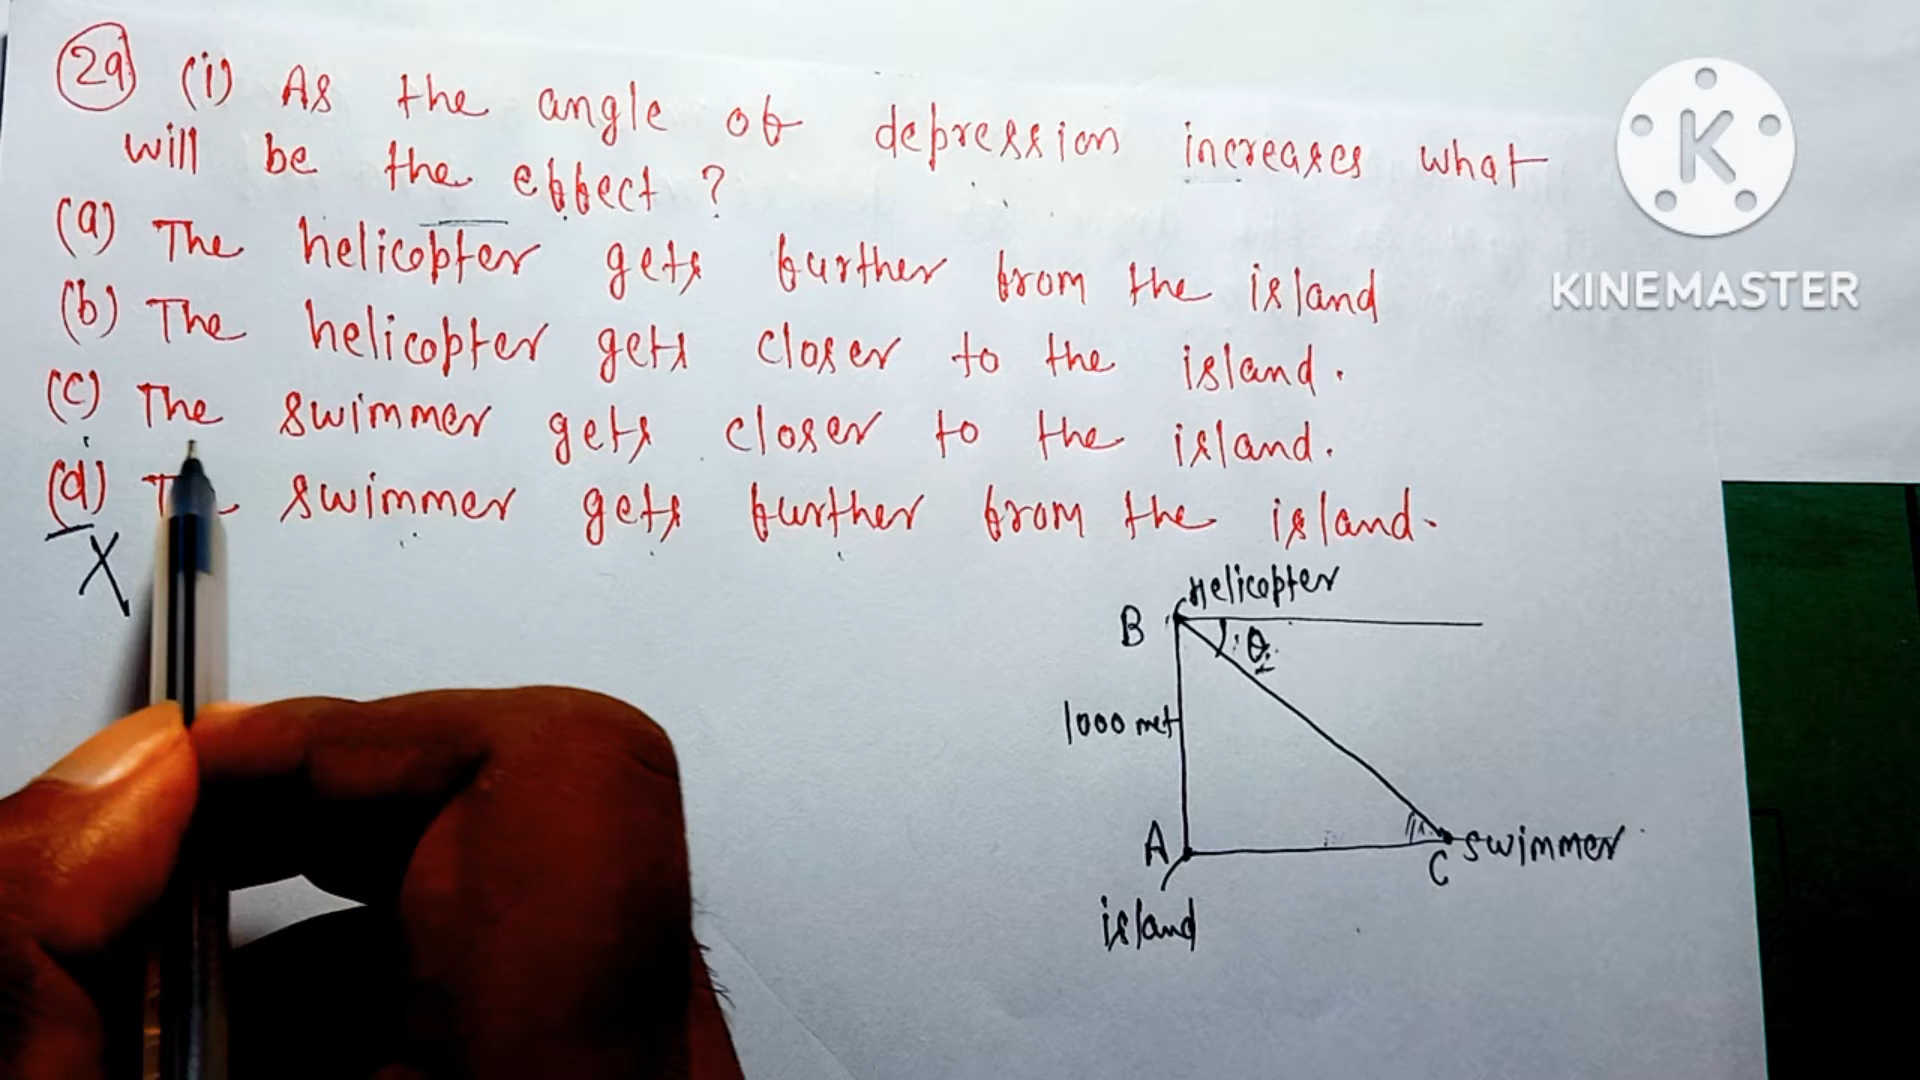 29 (i) As the angle of depression increases what
will be the effect ?
(a) The helicopter gets further from the island
(b) The helicopter gets closer to the island.
(c) The swimmer gets closer to the island.
(d) The swimmer gets further from the island.
X
K
KINEMASTER
Helicopter
B
θ
1000 met
A
C swimmer
island